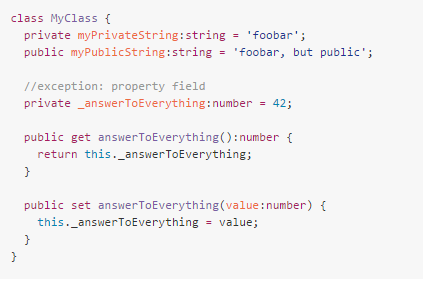 class MyClass {
  private myPrivateString:string = 'foobar';
  public myPublicString:string = 'foobar, but public';

  //exception: property field
  private _answerToEverything:number = 42;

  public get answerToEverything():number {
    return this._answerToEverything;
  }

  public set answerToEverything(value:number) {
    this._answerToEverything = value;
  }
}